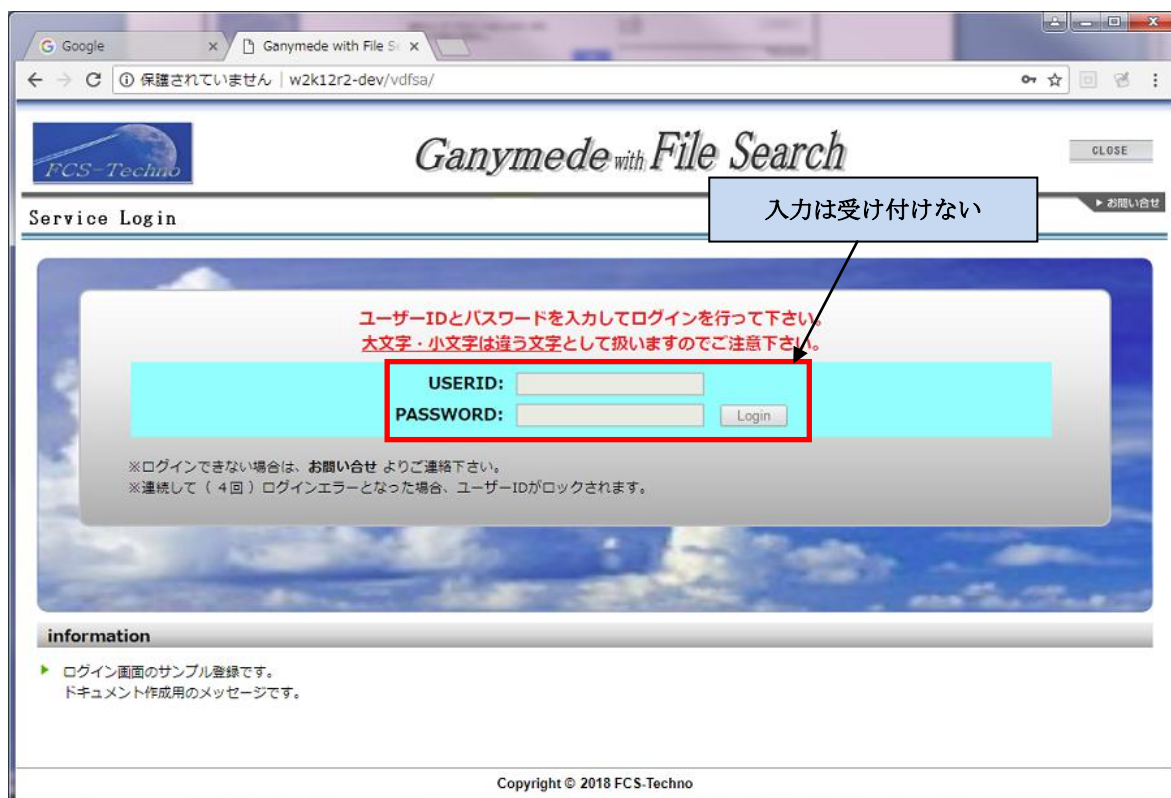 Google
Ganymede with File Se
保護されていません | w2k12r2-dev/vdfsa/
FCS-Techno
Ganymede with File Search
CLOSE
お問い合せ
Service Login
入力は受け付けない
ユーザーIDとパスワードを入力してログインを行って下さい。
大文字・小文字は違う文字として扱いますのでご注意下さい。
USERID:
PASSWORD:
Login
※ログインできない場合は、お問い合せ よりご連絡下さい。
※連続して ( 4回 ) ログインエラーとなった場合、ユーザーIDがロックされます。
information
ログイン画面のサンプル登録です。
ドキュメント作成用のメッセージです。
Copyright © 2018 FCS-Techno